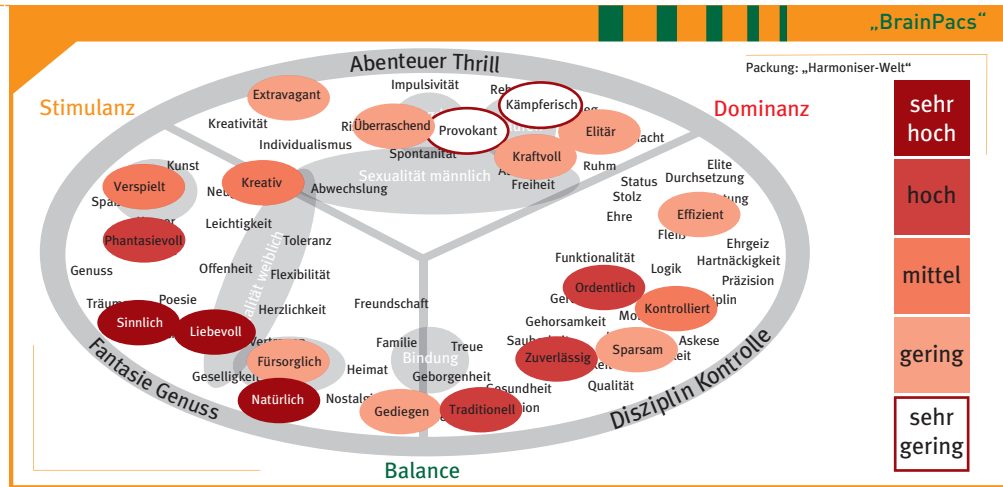 „BrainPacs“
Packung: „Harmoniser-Welt“
Abenteuer Thrill
Stimulanz
Dominanz
Extravagant
Impulsivität
Kämpferisch
Kreativität
Überraschend
Provokant
Elitär
Individualismus
Spontanität
Kraftvoll
Sexualität männlich
Freiheit
Ruhm
Kunst
Verspielt
Kreativ
Abwechslung
Status
Stolz
Ehre
Elite
Durchsetzung
Effizient
Fleiß
Ehrgeiz
Hartnäckigkeit
Präzision
Phantasievoll
Leichtigkeit
Toleranz
Genuss
Offenheit
Flexibilität
Funktionalität
Logik
Ordentlich
Kontrolliert
Poesie
Herzlichkeit
Freundschaft
Sinnlich
Liebevoll
Gehorsamkeit
Familie
Treue
Bindung
Zuverlässig
Sparsam
Askese
Fürsorglich
Geselligkeit
Heimat
Geborgenheit
Qualität
Natürlich
Gediegen
Traditionell
Fantasie Genuss
Disziplin Kontrolle
Balance
sehr
hoch
hoch
mittel
gering
sehr
gering